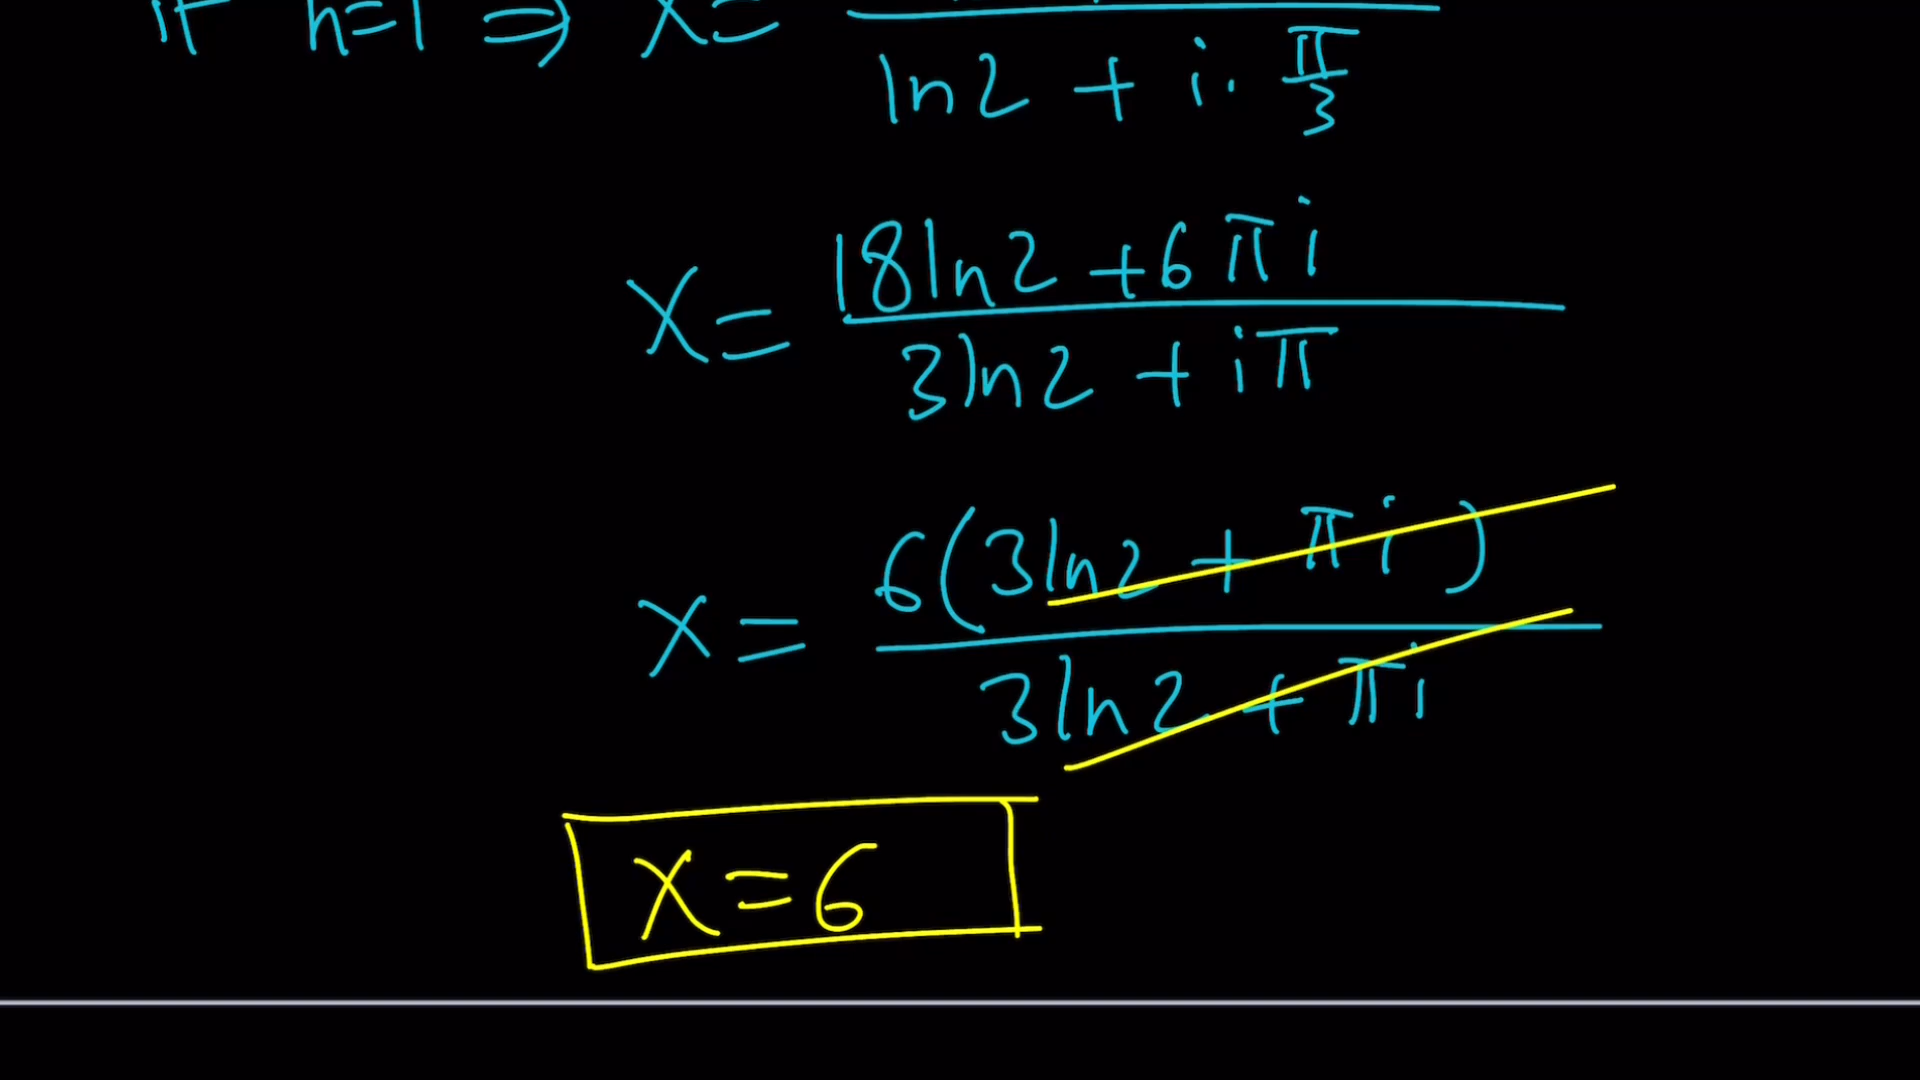 If n=1 ⇒ x=
ln2 + i · π/3
x = (18ln2 + 6πi)/(3ln2 + iπ)
x = 6(3ln2 + πi)/(3ln2 + πi)
x=6